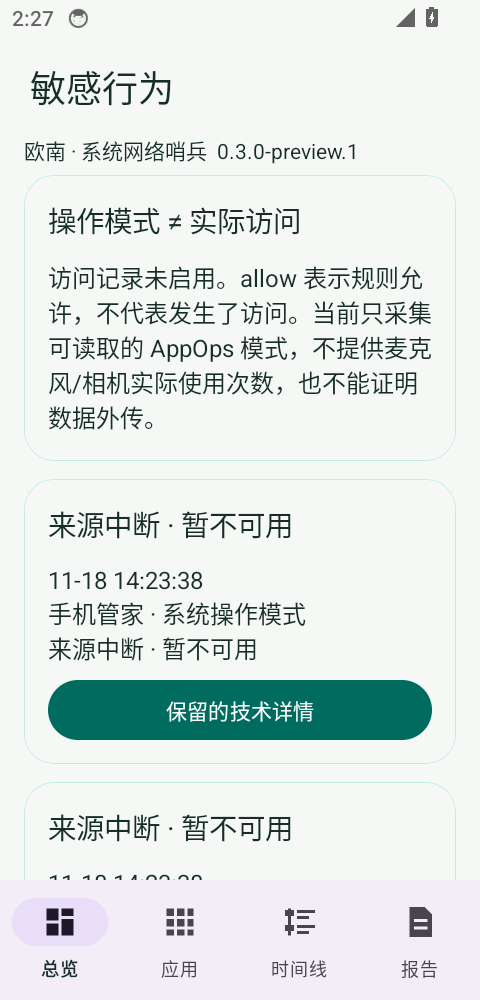 2:27
敏感行为
欧南 · 系统网络哨兵 0.3.0-preview.1
操作模式 ≠ 实际访问
访问记录未启用。allow 表示规则允
许，不代表发生了访问。当前只采集
可读取的 AppOps 模式，不提供麦克
风/相机实际使用次数，也不能证明
数据外传。
来源中断 · 暂不可用
11-18 14:23:38
手机管家 · 系统操作模式
来源中断 · 暂不可用
保留的技术详情
来源中断 · 暂不可用
总览
应用
时间线
报告